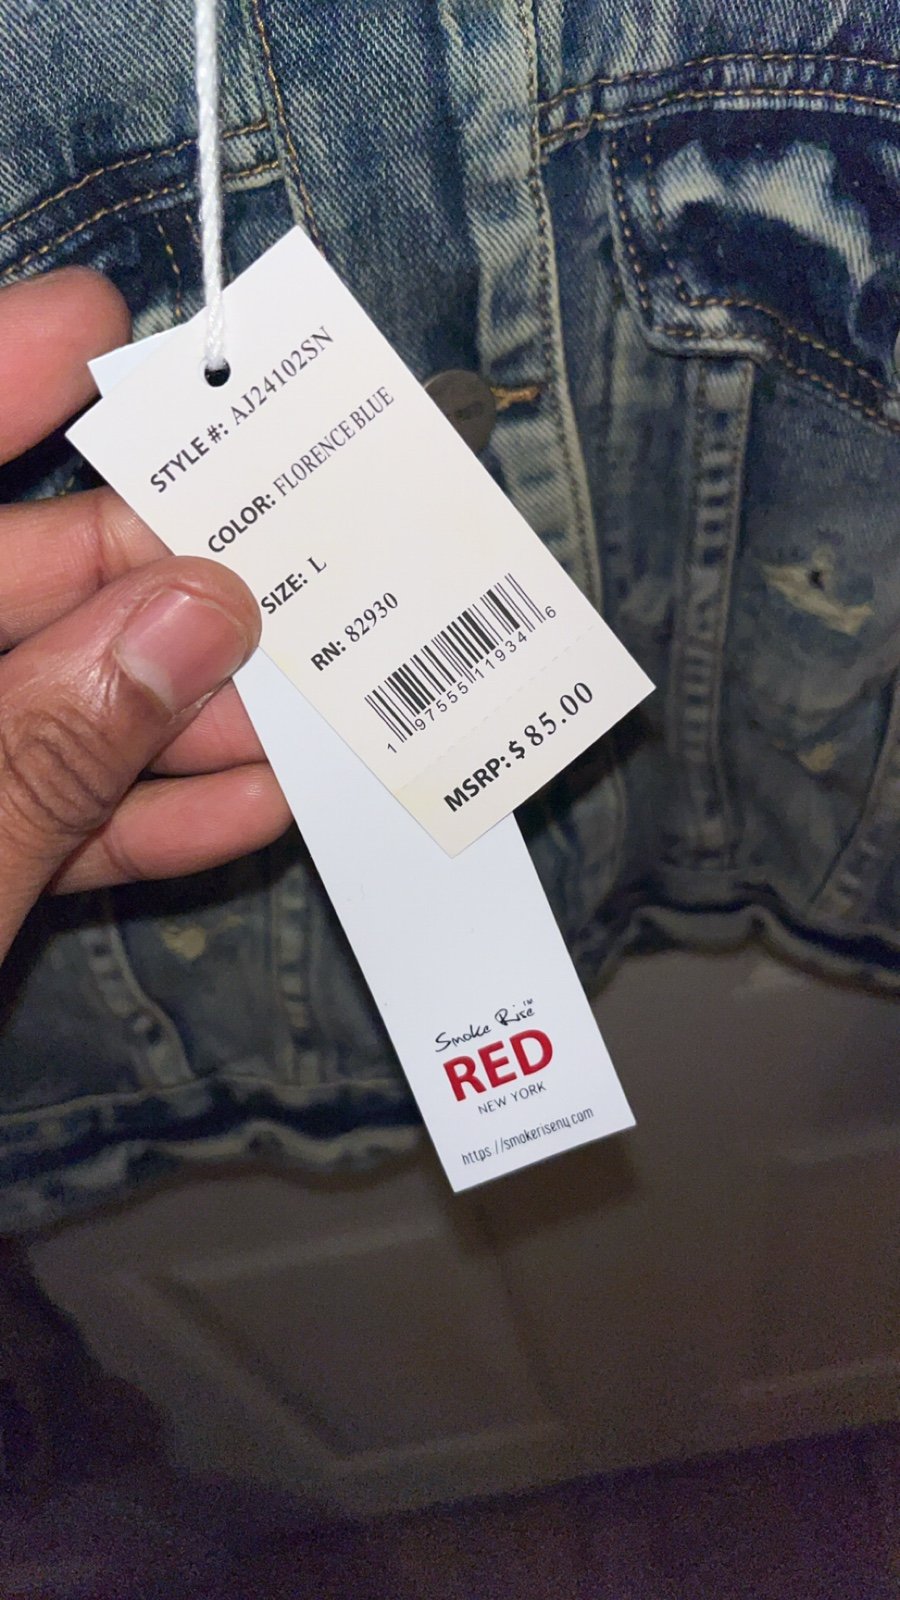 STYLE #: AJ24102SN
COLOR: FLORENCE BLUE
SIZE: L
RN: 82930
1 97555 11934 6
MSRP: $ 85.00
Smoke Rise™
RED
NEW YORK
https://smokeriseny.com